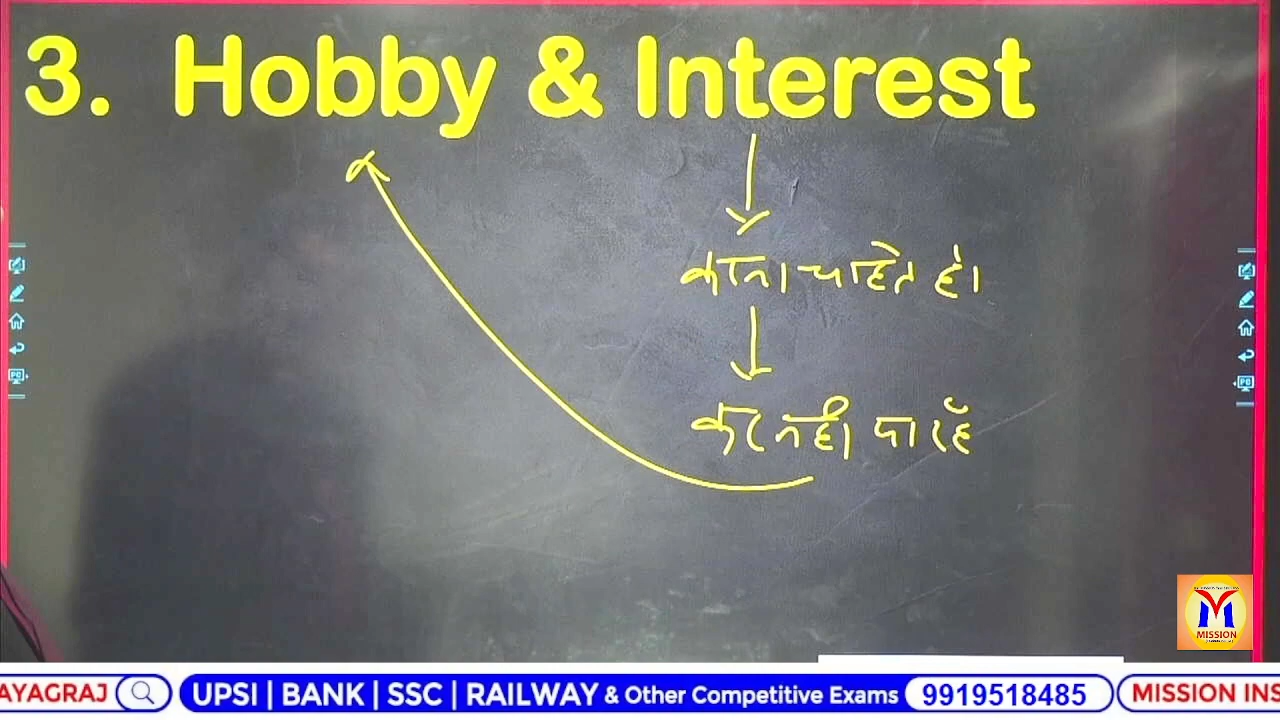 3. Hobby & Interest
करना चाहते हैं।
कर नहीं पा रहे
MISSION
AYAGRAJ
UPSI | BANK | SSC | RAILWAY & Other Competitive Exams
9919518485
MISSION INS